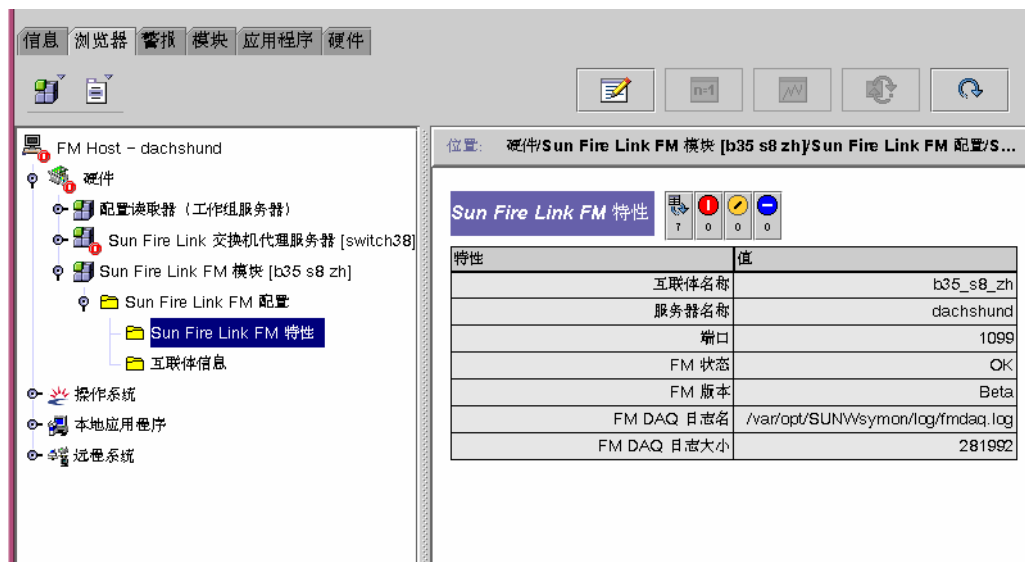 信息 浏览器 警报 模块 应用程序 硬件
n=1
FM Host - dachshund
硬件
配置读取器（工作组服务器）
Sun Fire Link 交换机代理服务器 [switch38]
Sun Fire Link FM 模块 [b35 s8 zh]
Sun Fire Link FM 配置
Sun Fire Link FM 特性
互联体信息
操作系统
本地应用程序
远程系统
位置: 硬件/Sun Fire Link FM 模块 [b35 s8 zh]/Sun Fire Link FM 配置/S...
Sun Fire Link FM 特性 7 0 0 0
特性 值
互联体名称 b35_s8_zh
服务器名称 dachshund
端口 1099
FM 状态 OK
FM 版本 Beta
FM DAQ 日志名 /var/opt/SUNWsymon/log/fmdaq.log
FM DAQ 日志大小 281992